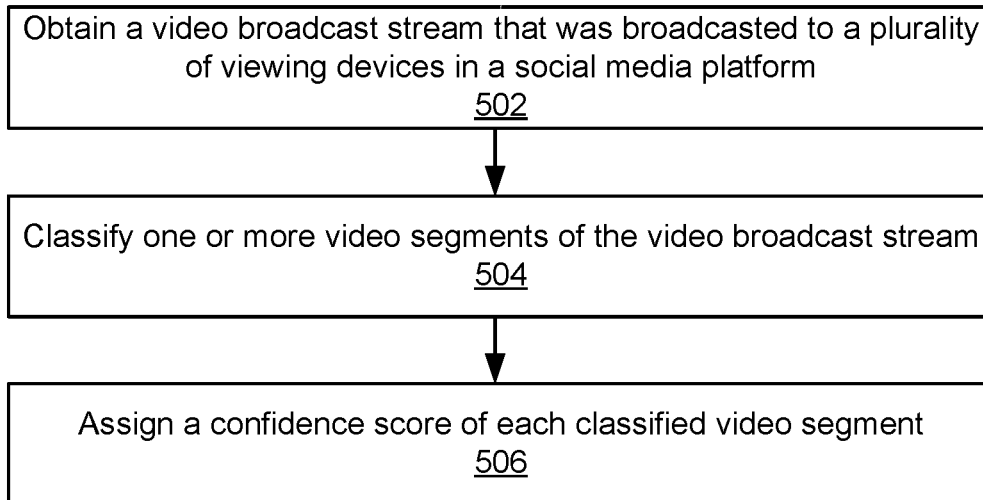 Obtain a video broadcast stream that was broadcasted to a plurality
of viewing devices in a social media platform
502
Classify one or more video segments of the video broadcast stream
504
Assign a confidence score of each classified video segment
506